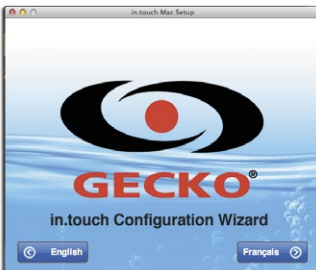 in.touch Mac Setup
GECKO®
in.touch Configuration Wizard
English
Français